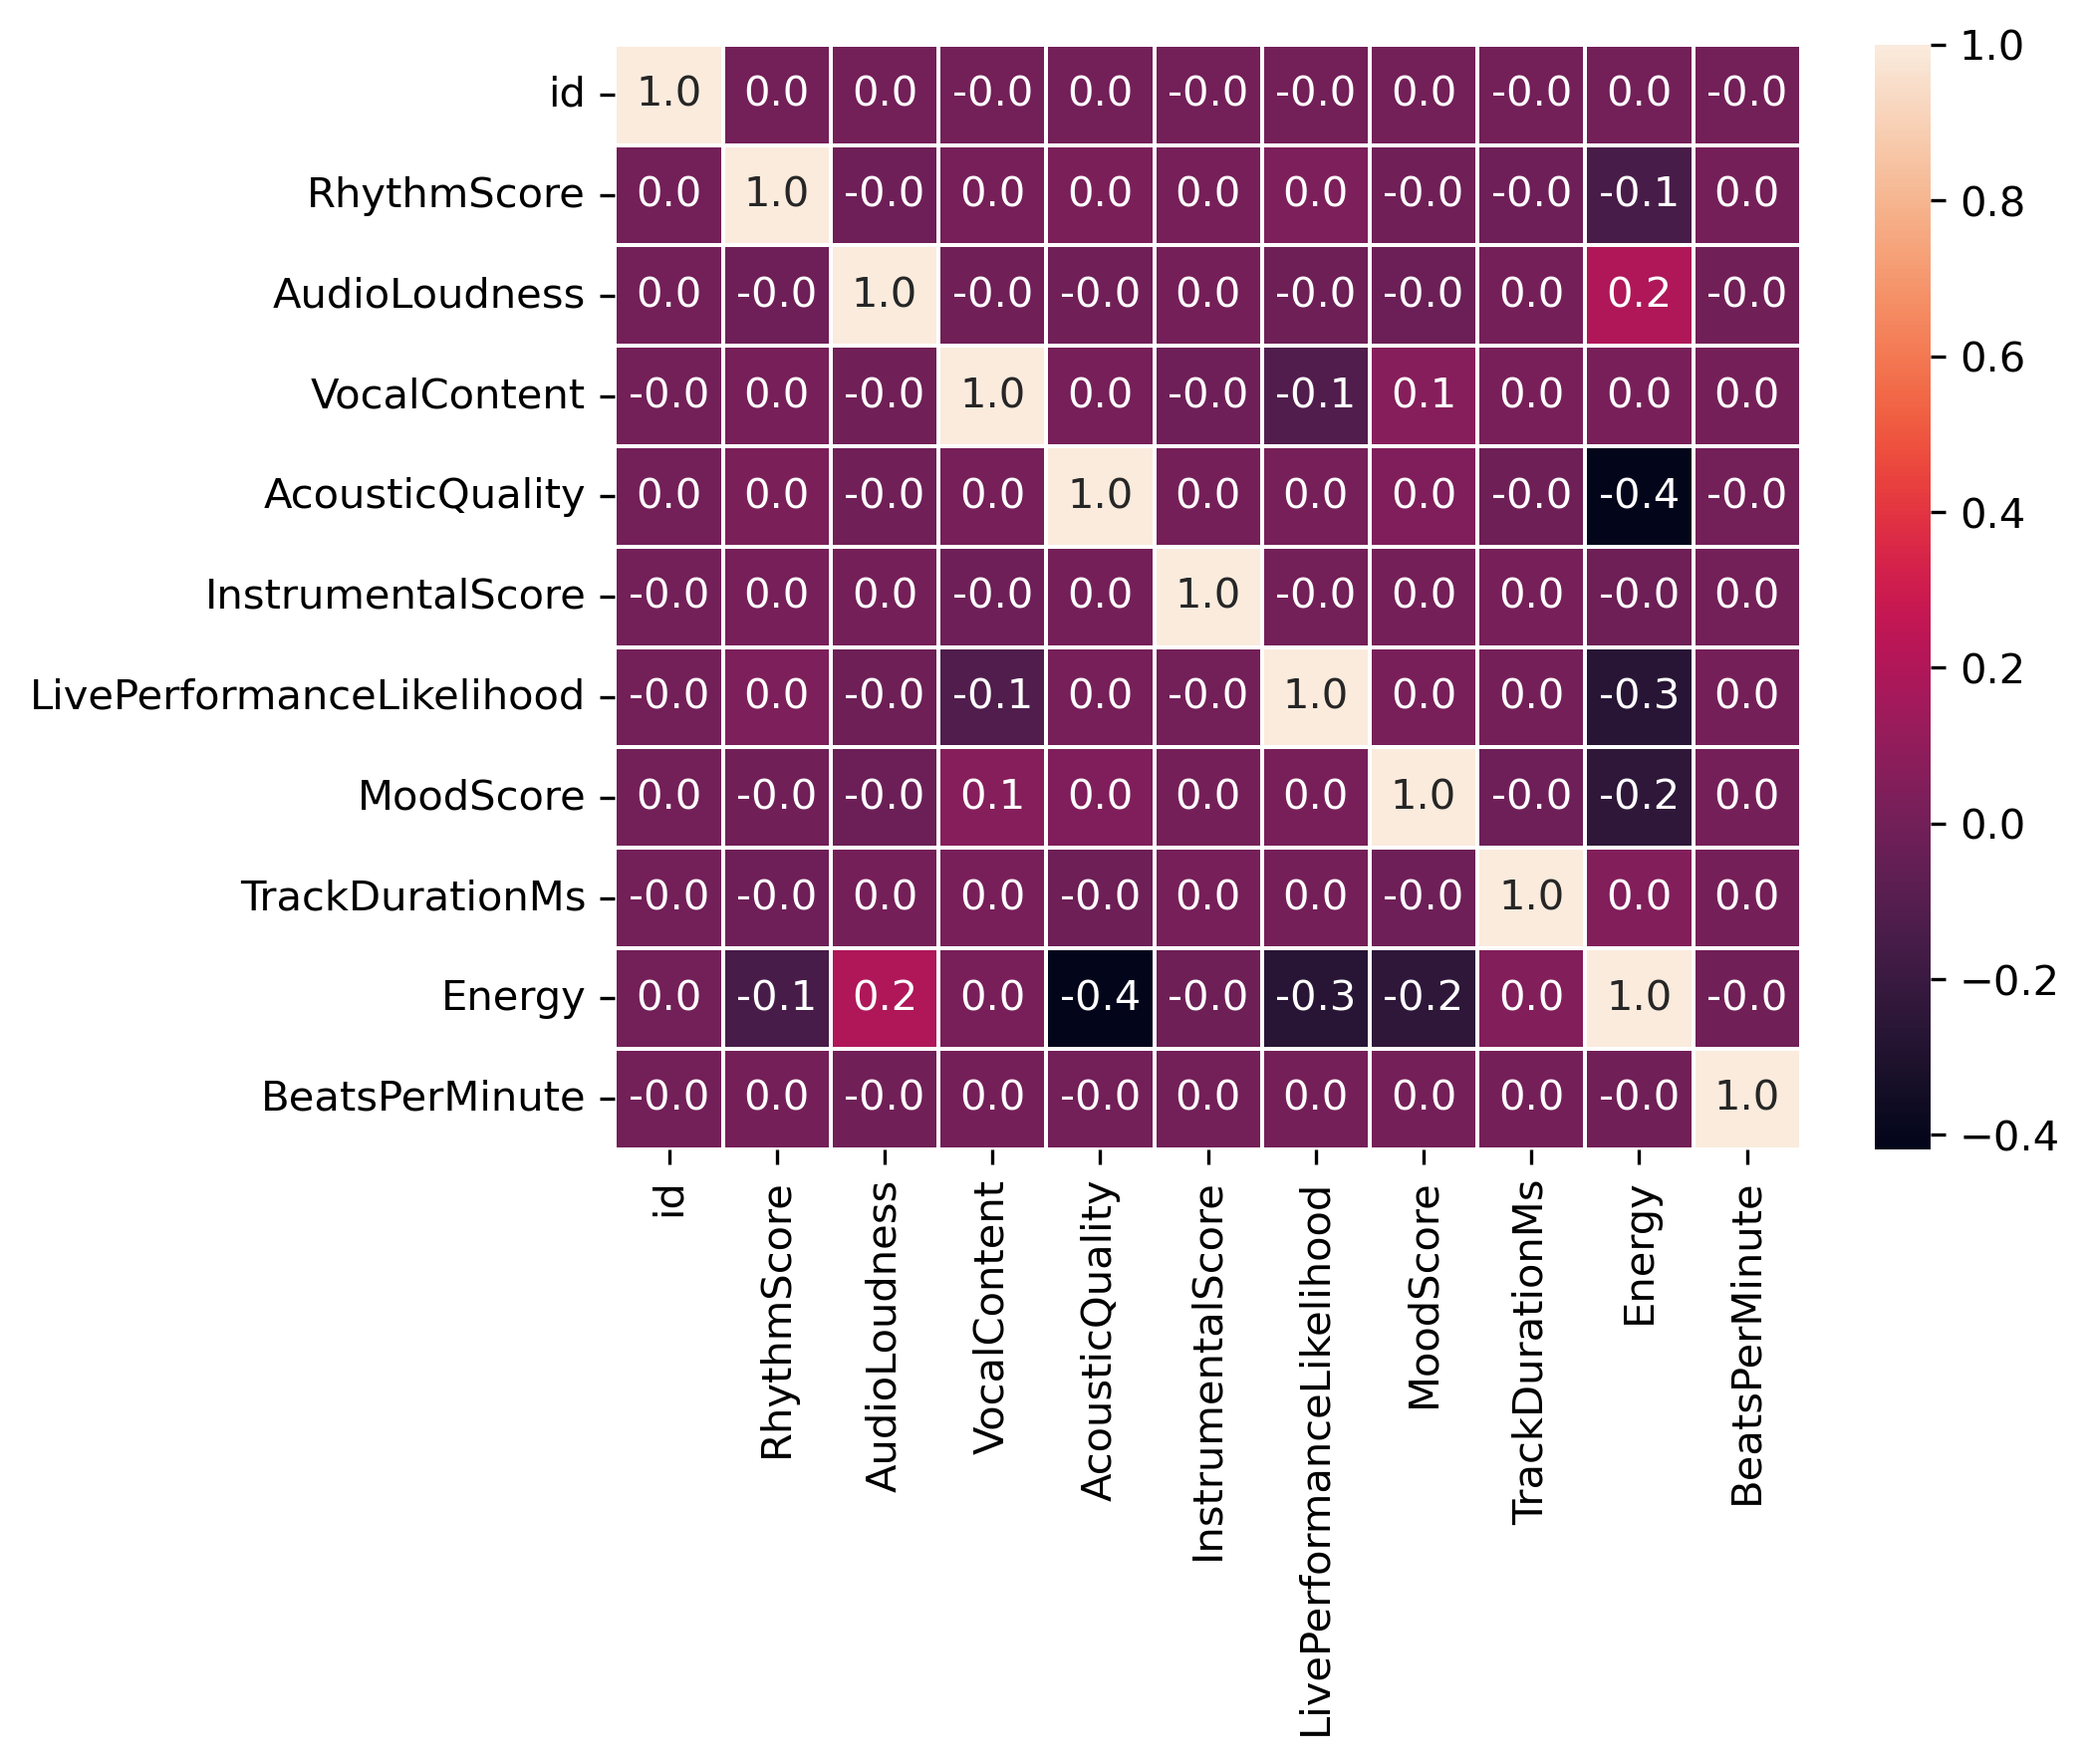 id 1.0 0.0 0.0 -0.0 0.0 -0.0 -0.0 0.0 -0.0 0.0 -0.0
RhythmScore 0.0 1.0 -0.0 0.0 0.0 0.0 0.0 -0.0 -0.0 -0.1 0.0
AudioLoudness 0.0 -0.0 1.0 -0.0 -0.0 0.0 -0.0 -0.0 0.0 0.2 -0.0
VocalContent -0.0 0.0 -0.0 1.0 0.0 -0.0 -0.1 0.1 0.0 0.0 0.0
AcousticQuality 0.0 0.0 -0.0 0.0 1.0 0.0 0.0 0.0 -0.0 -0.4 -0.0
InstrumentalScore -0.0 0.0 0.0 -0.0 0.0 1.0 -0.0 0.0 0.0 -0.0 0.0
LivePerformanceLikelihood -0.0 0.0 -0.0 -0.1 0.0 -0.0 1.0 0.0 0.0 -0.3 0.0
MoodScore 0.0 -0.0 -0.0 0.1 0.0 0.0 0.0 1.0 -0.0 -0.2 0.0
TrackDurationMs -0.0 -0.0 0.0 0.0 -0.0 0.0 0.0 -0.0 1.0 0.0 0.0
Energy 0.0 -0.1 0.2 0.0 -0.4 -0.0 -0.3 -0.2 0.0 1.0 -0.0
BeatsPerMinute -0.0 0.0 -0.0 0.0 -0.0 0.0 0.0 0.0 0.0 -0.0 1.0
id
RhythmScore
AudioLoudness
VocalContent
AcousticQuality
InstrumentalScore
LivePerformanceLikelihood
MoodScore
TrackDurationMs
Energy
BeatsPerMinute
1.0
0.8
0.6
0.4
0.2
0.0
−0.2
−0.4